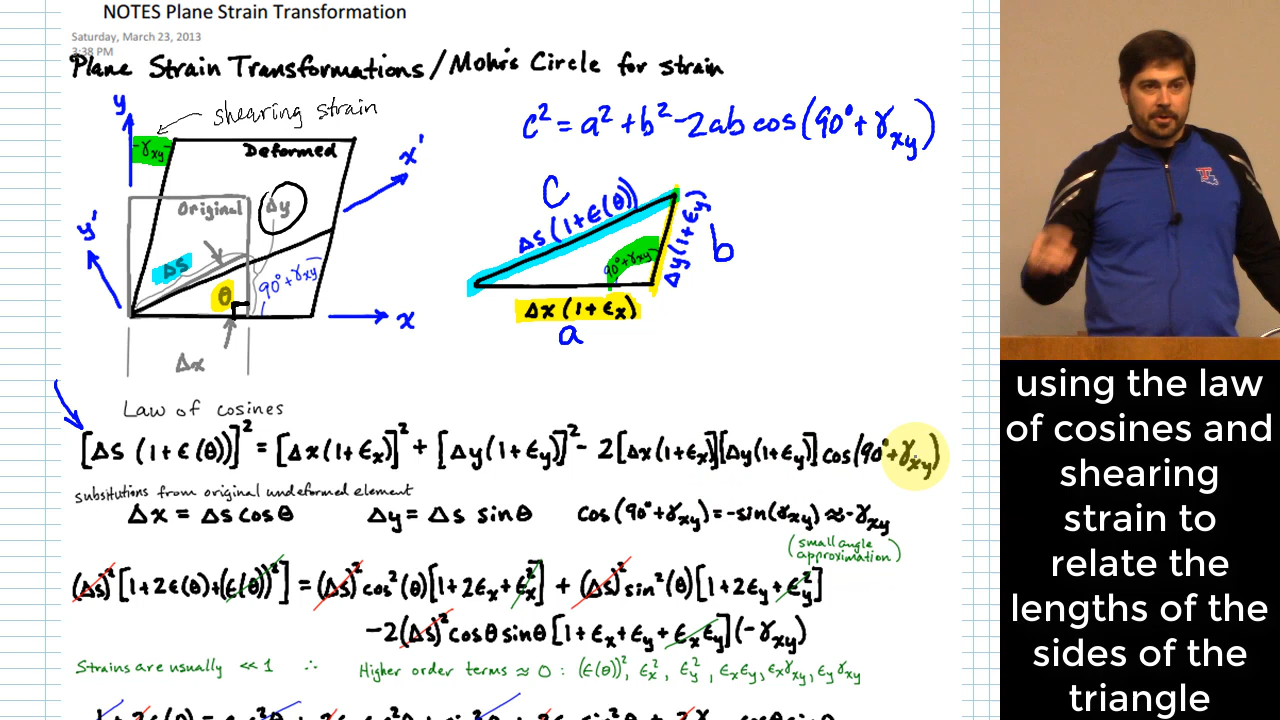 NOTES Plane Strain Transformation
Saturday, March 23, 2013
3:38 PM
Plane Strain Transformations/Mohr's Circle for strain
y
shearing strain
-γxy
Deformed
x'
Original
Δy
y'
Δs
θ
90°+γxy
x
Δx
c² = a² + b² - 2ab cos(90° + γxy)
C
Δs(1+ε(θ))
Δy(1+εy)
b
90°+γxy
Δx(1+εx)
a
Law of cosines
[Δs (1+ε(θ))]² = [Δx(1+εx)]² + [Δy(1+εy)]² - 2[Δx(1+εx)][Δy(1+εy)] cos(90°+γxy)
subsitutions from original undeformed element
Δx = Δs cosθ Δy = Δs sinθ cos(90°+γxy) = -sin(γxy) ≈ -γxy
(small angle
approximation)
(Δs)²[1+2ε(θ)+(ε(θ))²] = (Δs)² cos²(θ)[1+2εx+εx²] + (Δs)² sin²(θ)[1+2εy+εy²]
-2(Δs)² cosθ sinθ [1+εx+εy+εxεy](-γxy)
Strains are usually << 1 ∴ Higher order terms ≈ 0 : (ε(θ))², εx², εy², εxεy, εxγxy, εyγxy
using the law
of cosines and
shearing
strain to
relate the
lengths of the
sides of the
triangle